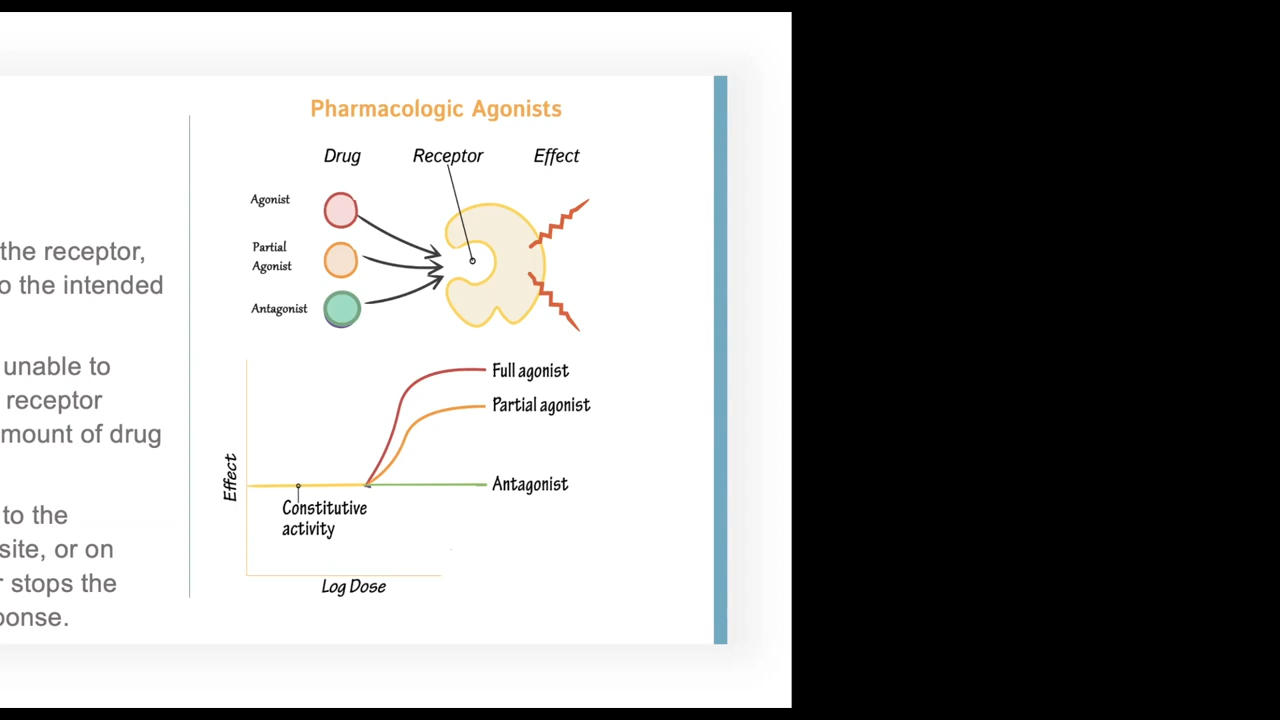 the receptor,
o the intended
unable to
receptor
mount of drug
to the
site, or on
r stops the
ponse.
Pharmacologic Agonists
Drug Receptor Effect
Agonist
Partial
Agonist
Antagonist
Full agonist
Partial agonist
Antagonist
Effect
Constitutive
activity
Log Dose